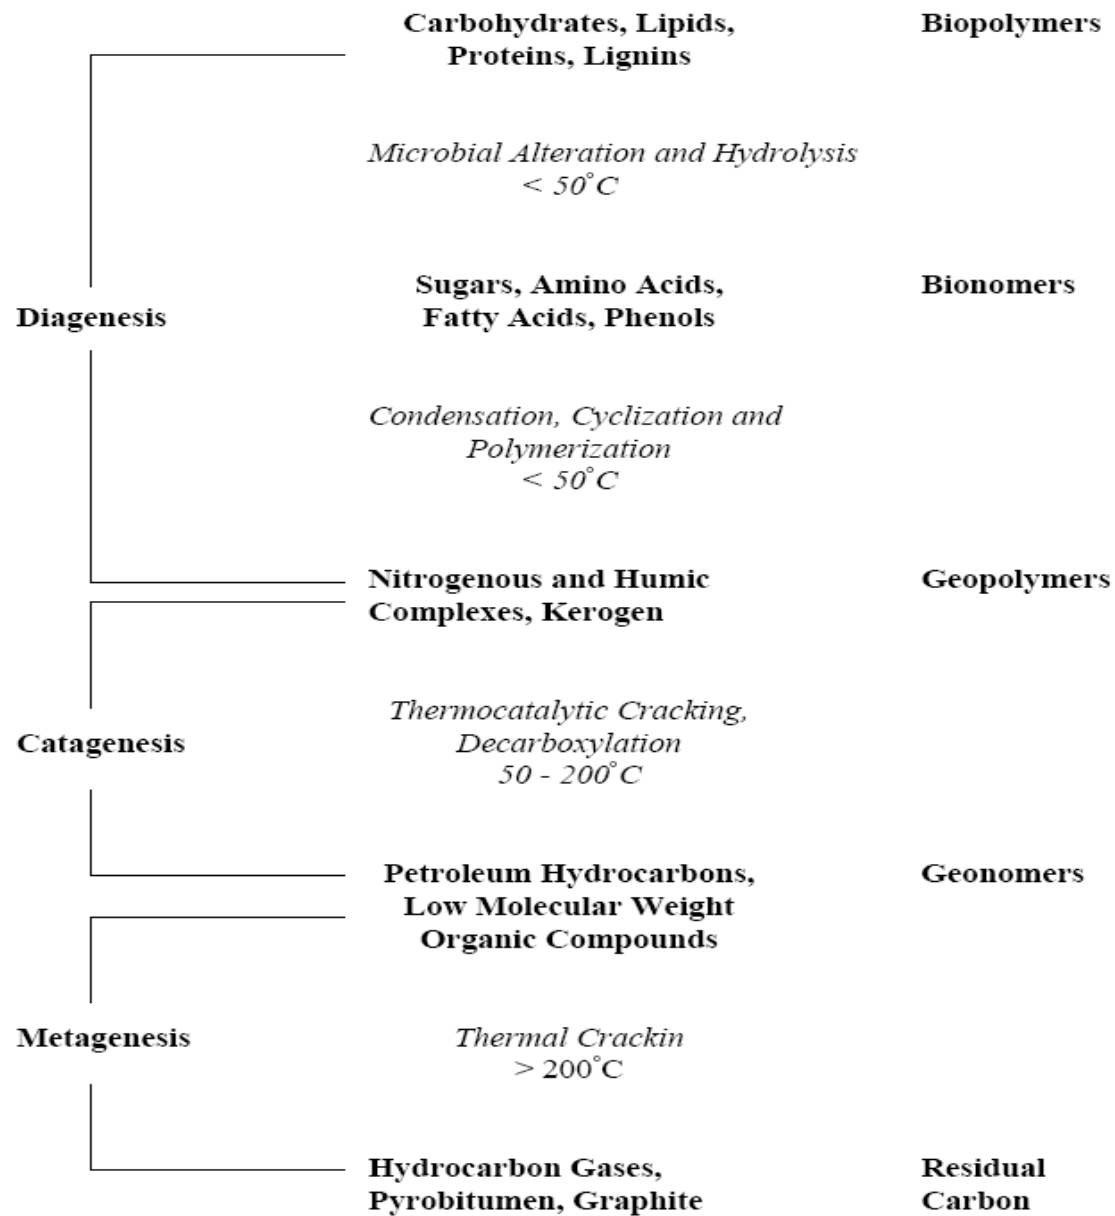 Carbohydrates, Lipids, Biopolymers
Proteins, Lignins
Microbial Alteration and Hydrolysis
< 50°C
Sugars, Amino Acids, Bionomers
Diagenesis Fatty Acids, Phenols
Condensation, Cyclization and
Polymerization
< 50°C
Nitrogenous and Humic Geopolymers
Complexes, Kerogen
Thermocatalytic Cracking,
Catagenesis Decarboxylation
50 - 200°C
Petroleum Hydrocarbons, Geonomers
Low Molecular Weight
Organic Compounds
Metagenesis Thermal Crackin
> 200°C
Hydrocarbon Gases, Residual
Pyrobitumen, Graphite Carbon